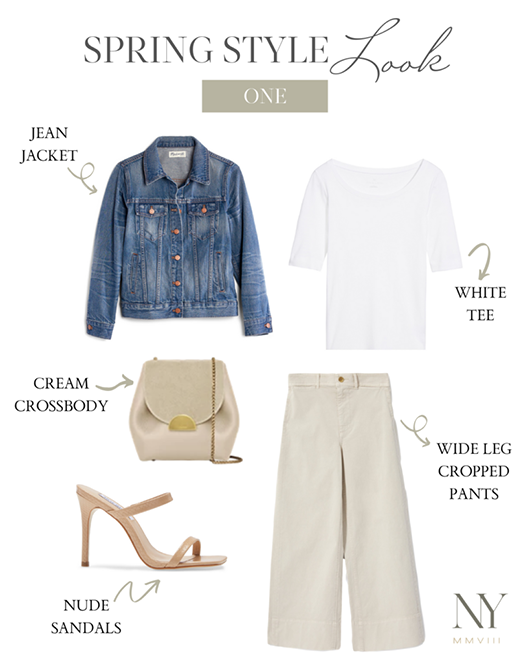 SPRING STYLE Look
ONE
JEAN
JACKET
WHITE
TEE
CREAM
CROSSBODY
WIDE LEG
CROPPED
PANTS
NUDE
SANDALS
NY
MMVIII